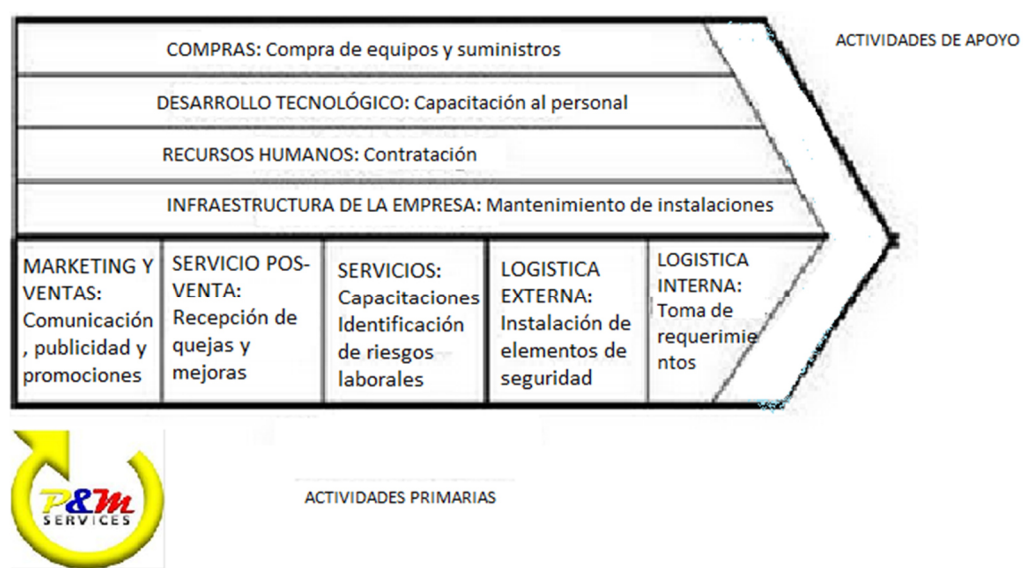 COMPRAS: Compra de equipos y suministros
ACTIVIDADES DE APOYO
DESARROLLO TECNOLÓGICO: Capacitación al personal
RECURSOS HUMANOS: Contratación
INFRAESTRUCTURA DE LA EMPRESA: Mantenimiento de instalaciones
MARKETING Y
VENTAS:
Comunicación
, publicidad y
promociones
SERVICIO POS-
VENTA:
Recepción de
quejas y
mejoras
SERVICIOS:
Capacitaciones
Identificación
de riesgos
laborales
LOGISTICA
EXTERNA:
Instalación de
elementos de
seguridad
LOGISTICA
INTERNA:
Toma de
requerimie
ntos
P&M
SERVICES
ACTIVIDADES PRIMARIAS